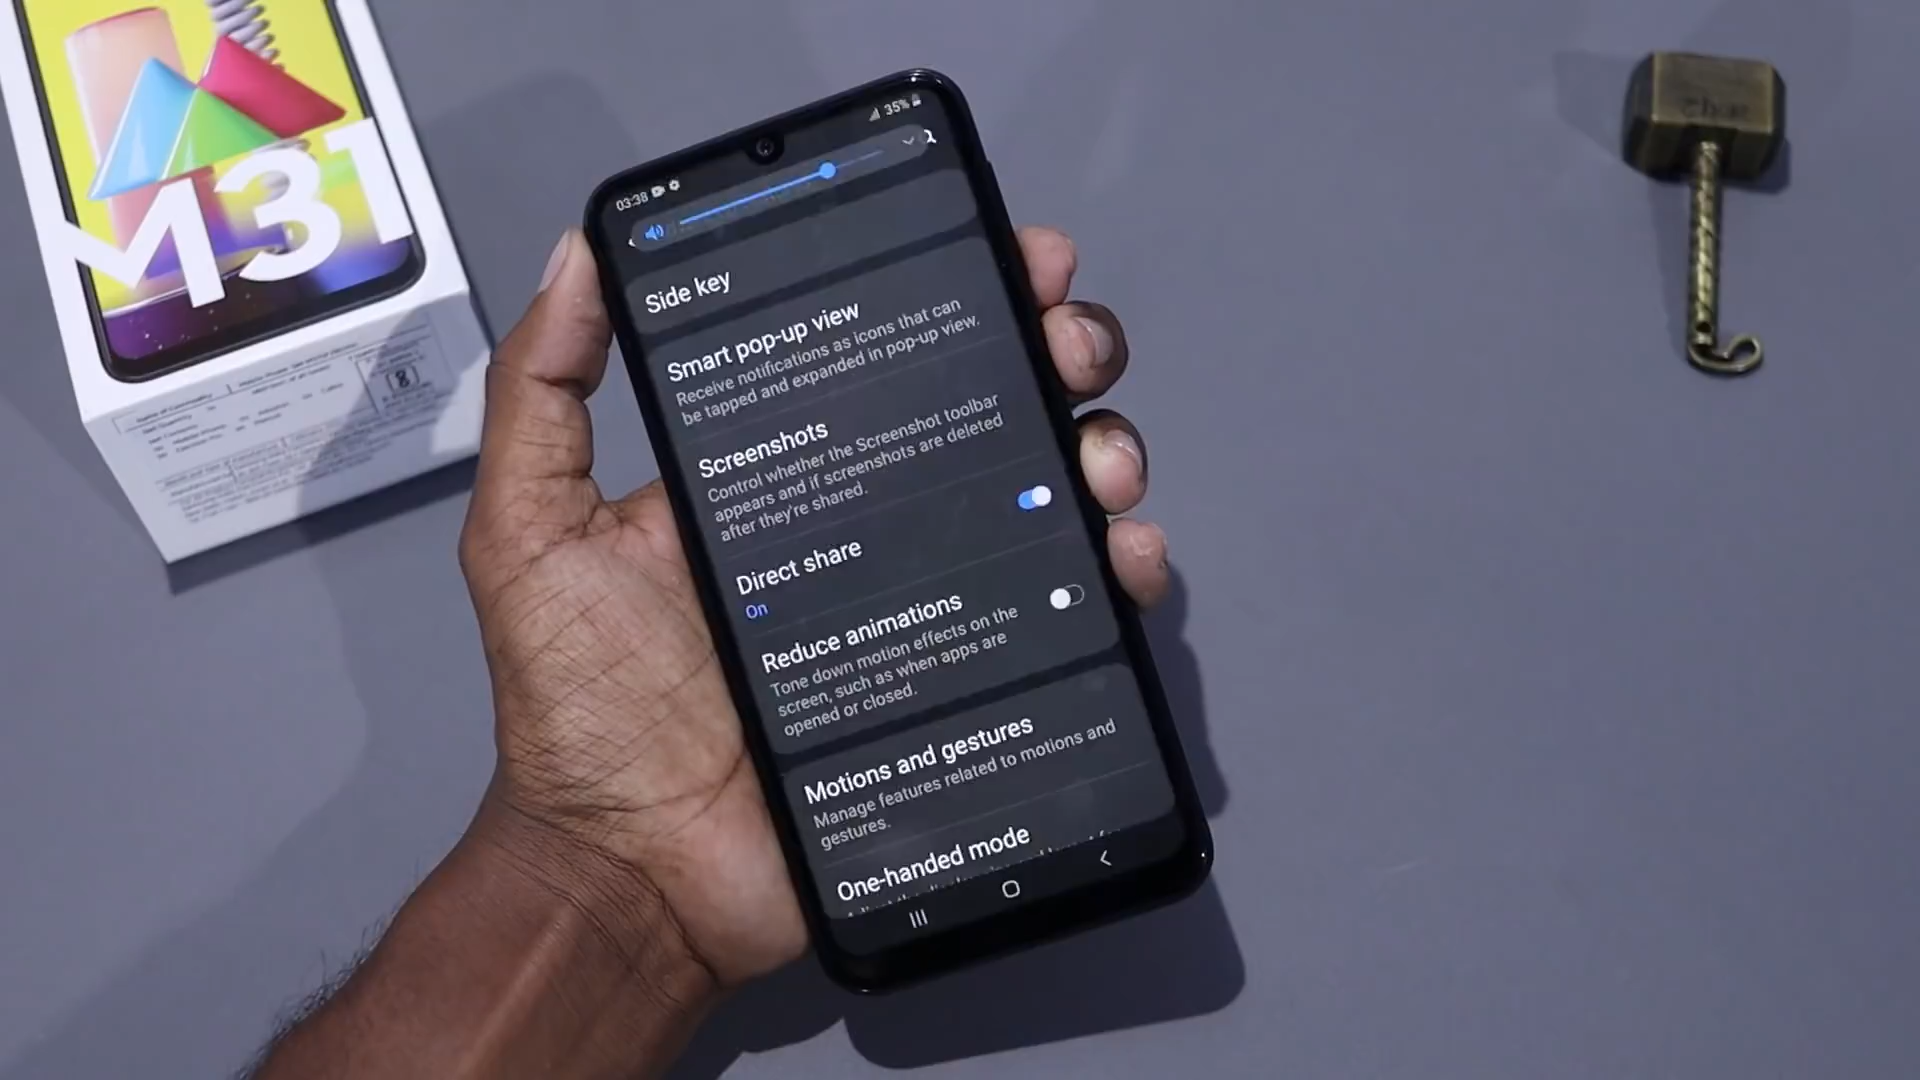 M31
03:38
35%
Side key
Smart pop-up view
Receive notifications as icons that can
be tapped and expanded in pop-up view.
Screenshots
Control whether the Screenshot toolbar
appears and if screenshots are deleted
after they're shared.
Direct share
On
Reduce animations
Tone down motion effects on the
screen, such as when apps are
opened or closed.
Motions and gestures
Manage features related to motions and
gestures.
One-handed mode